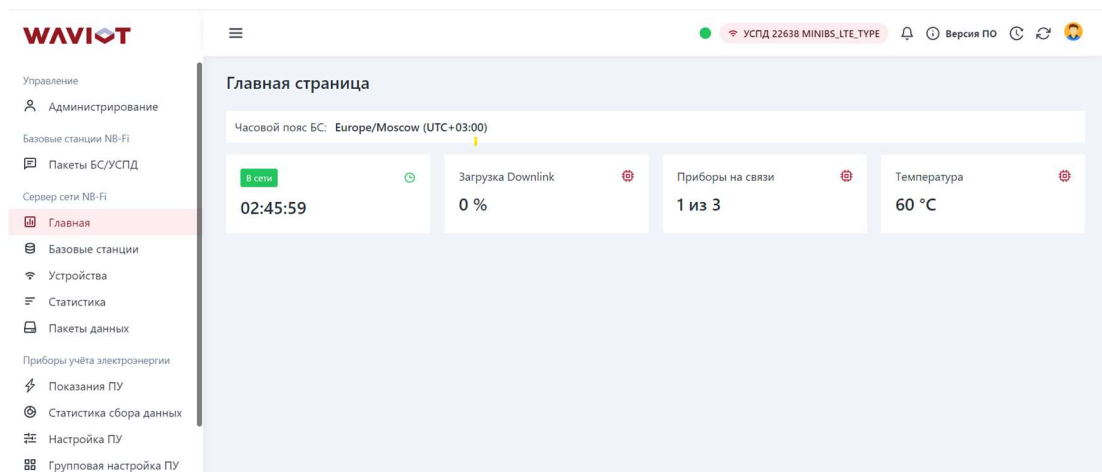 WAVIOT
УСПД 22638 MINIBS_LTE_TYPE
Версия ПО
Управление
Администрирование
Базовые станции NB-Fi
Пакеты БС/УСПД
Сервер сети NB-Fi
Главная
Базовые станции
Устройства
Статистика
Пакеты данных
Приборы учёта электроэнергии
Показания ПУ
Статистика сбора данных
Настройка ПУ
Групповая настройка ПУ
Главная страница
Часовой пояс БС: Europe/Moscow (UTC+03:00)
В сети
02:45:59
Загрузка Downlink
0 %
Приборы на связи
1 из 3
Температура
60 °C